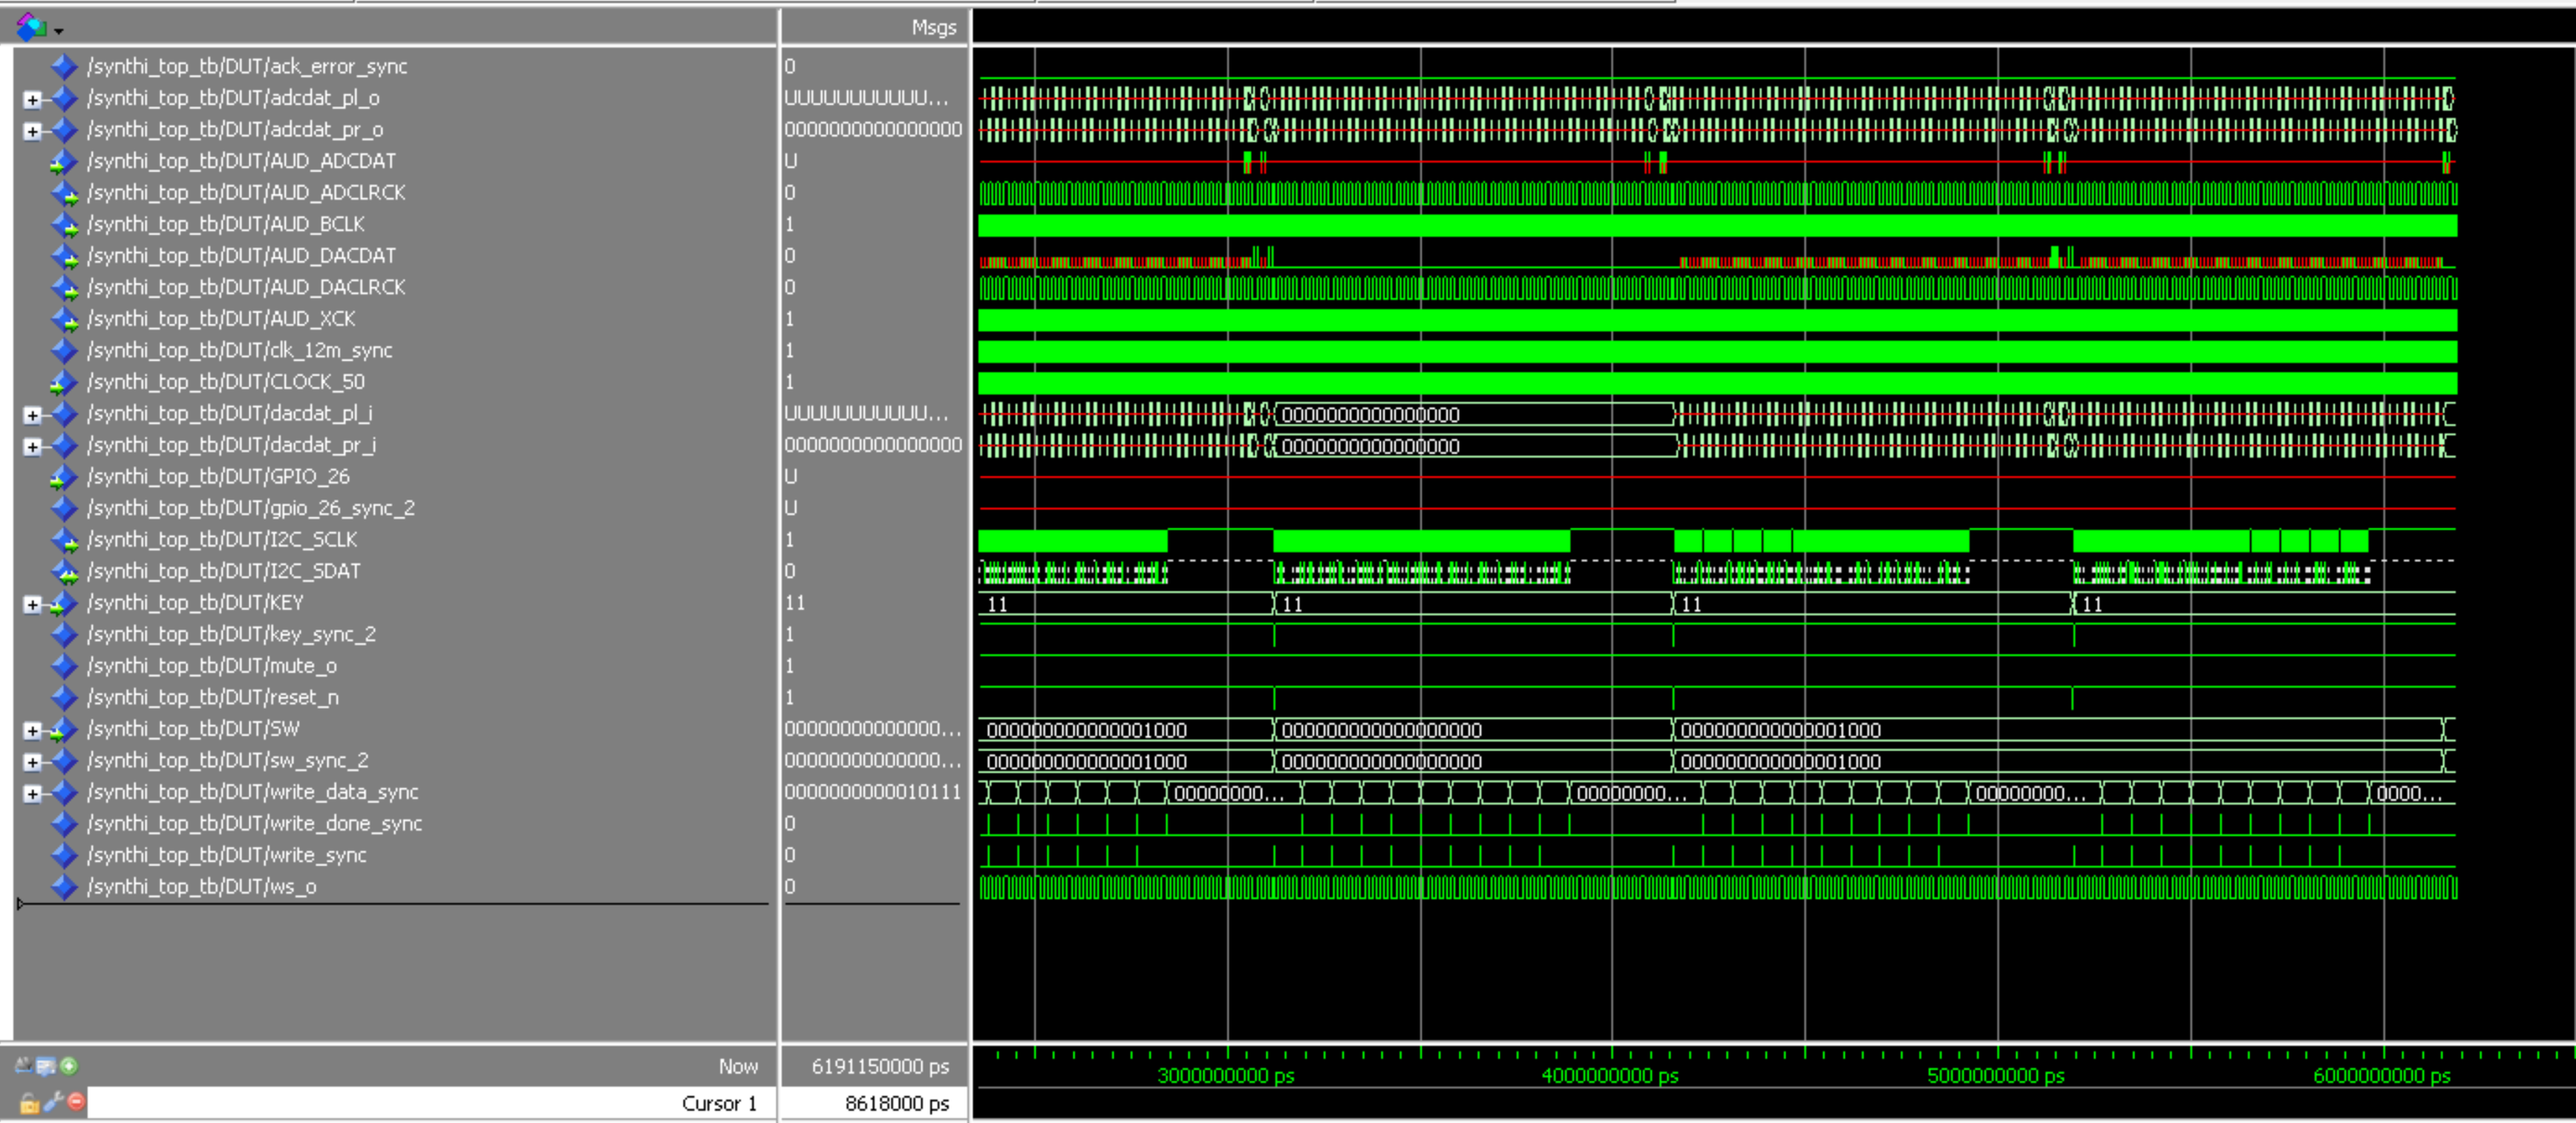 Msgs
/synthi_top_tb/DUT/ack_error_sync 0
/synthi_top_tb/DUT/adcdat_pl_o UUUUUUUUUUUU...
/synthi_top_tb/DUT/adcdat_pr_o 0000000000000000
/synthi_top_tb/DUT/AUD_ADCDAT U
/synthi_top_tb/DUT/AUD_ADCLRCK 0
/synthi_top_tb/DUT/AUD_BCLK 1
/synthi_top_tb/DUT/AUD_DACDAT 0
/synthi_top_tb/DUT/AUD_DACLRCK 0
/synthi_top_tb/DUT/AUD_XCK 1
/synthi_top_tb/DUT/clk_12m_sync 1
/synthi_top_tb/DUT/CLOCK_50 1
/synthi_top_tb/DUT/dacdat_pl_i UUUUUUUUUUUU... 0000000000000000
/synthi_top_tb/DUT/dacdat_pr_i 0000000000000000 0000000000000000
/synthi_top_tb/DUT/GPIO_26 U
/synthi_top_tb/DUT/gpio_26_sync_2 U
/synthi_top_tb/DUT/I2C_SCLK 1
/synthi_top_tb/DUT/I2C_SDAT 0
/synthi_top_tb/DUT/KEY 11 11 11 11 11
/synthi_top_tb/DUT/key_sync_2 1
/synthi_top_tb/DUT/mute_o 1
/synthi_top_tb/DUT/reset_n 1
/synthi_top_tb/DUT/SW 00000000000000... 000000000000001000 000000000000000000 000000000000001000
/synthi_top_tb/DUT/sw_sync_2 00000000000000... 000000000000001000 000000000000000000 000000000000001000
/synthi_top_tb/DUT/write_data_sync 0000000000010111 00000000... 00000000... 00000000... 0000...
/synthi_top_tb/DUT/write_done_sync 0
/synthi_top_tb/DUT/write_sync 0
/synthi_top_tb/DUT/ws_o 0
Now 6191150000 ps 3000000000 ps 4000000000 ps 5000000000 ps 6000000000 ps
Cursor 1 8618000 ps